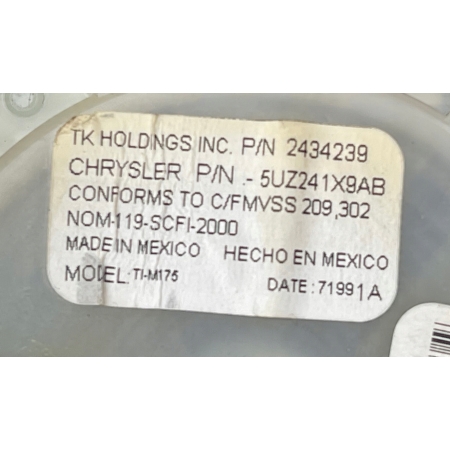 TK HOLDINGS INC. P/N 2434239
CHRYSLER P/N .- 5UZ241X9AB
CONFORMS TO C/FMVSS 209,302
NOM-119-SCFI-2000
MADE IN MEXICO HECHO EN MEXICO
MODEL: TI-M175 DATE : 71991A